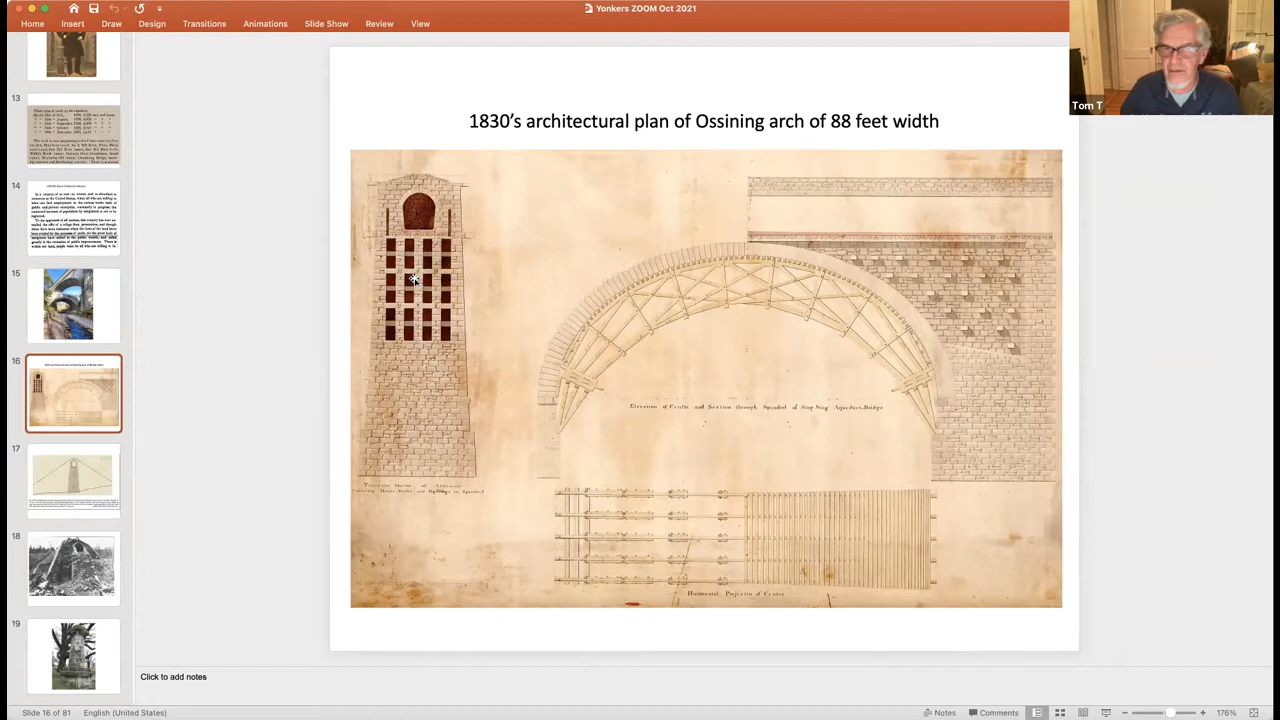 Yonkers ZOOM Oct 2021
Home Insert Draw Design Transitions Animations Slide Show Review View
Tom T
13
14
15
16
17
18
19
1830's architectural plan of Ossining arch of 88 feet width
Elevation of Centre and Section through Spandrel of Sing Sing Aqueduct Bridge
Transverse Section of
Horizontal Projection of Centre
Click to add notes
Slide 16 of 81 English (United States) Notes Comments 176%